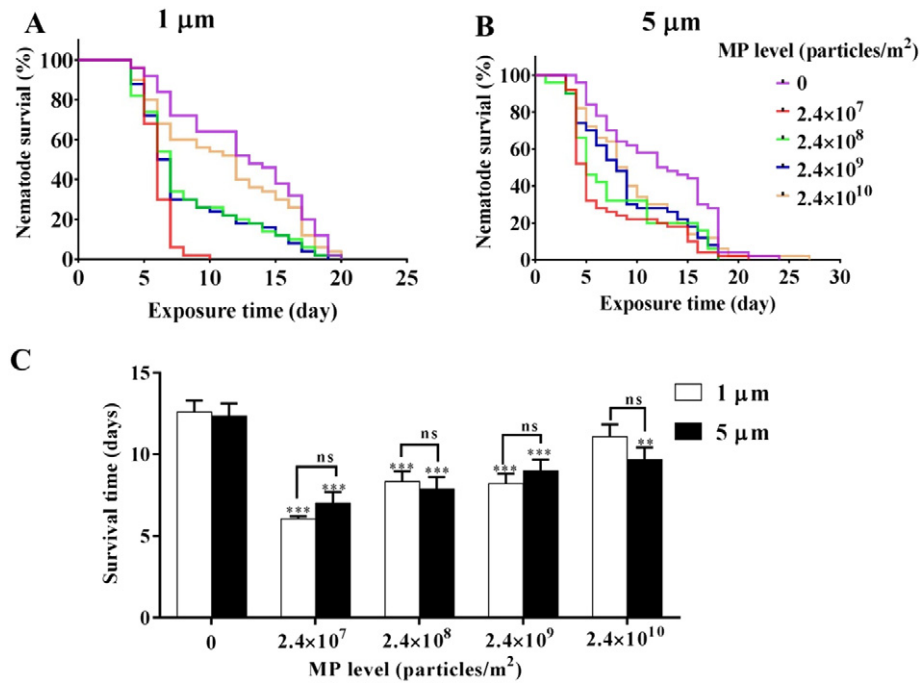 A
1 μm
Nematode survial (%)
100
80
60
40
20
0
0 5 10 15 20 25
Exposure time (day)
B
5 μm
Nematode survial (%)
100
80
60
40
20
0
0 5 10 15 20 25 30
Exposure time (day)
MP level (particles/m²)
0
2.4×10⁷
2.4×10⁸
2.4×10⁹
2.4×10¹⁰
C
Survival time (days)
15
10
5
0
*** ns ***
*** ns ***
*** ns ***
ns **
1 μm
5 μm
0 2.4×10⁷ 2.4×10⁸ 2.4×10⁹ 2.4×10¹⁰
MP level (particles/m²)